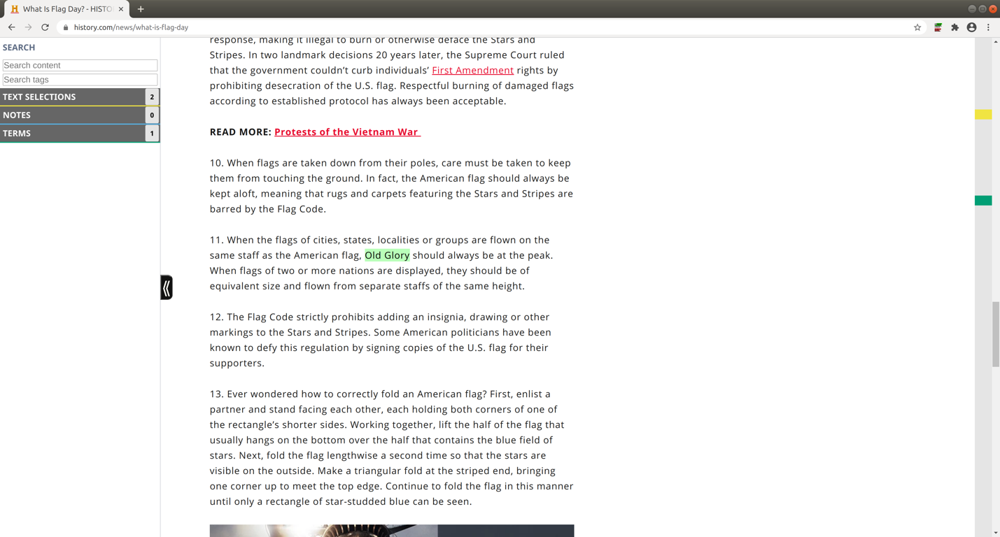 What Is Flag Day? - HISTO
history.com/news/what-is-flag-day
SEARCH
Search content
Search tags
TEXT SELECTIONS 2
NOTES 0
TERMS 1
response, making it illegal to burn or otherwise deface the Stars and
Stripes. In two landmark decisions 20 years later, the Supreme Court ruled
that the government couldn’t curb individuals’ First Amendment rights by
prohibiting desecration of the U.S. flag. Respectful burning of damaged flags
according to established protocol has always been acceptable.
READ MORE: Protests of the Vietnam War
10. When flags are taken down from their poles, care must be taken to keep
them from touching the ground. In fact, the American flag should always be
kept aloft, meaning that rugs and carpets featuring the Stars and Stripes are
barred by the Flag Code.
11. When the flags of cities, states, localities or groups are flown on the
same staff as the American flag, Old Glory should always be at the peak.
When flags of two or more nations are displayed, they should be of
equivalent size and flown from separate staffs of the same height.
12. The Flag Code strictly prohibits adding an insignia, drawing or other
markings to the Stars and Stripes. Some American politicians have been
known to defy this regulation by signing copies of the U.S. flag for their
supporters.
13. Ever wondered how to correctly fold an American flag? First, enlist a
partner and stand facing each other, each holding both corners of one of
the rectangle’s shorter sides. Working together, lift the half of the flag that
usually hangs on the bottom over the half that contains the blue field of
stars. Next, fold the flag lengthwise a second time so that the stars are
visible on the outside. Make a triangular fold at the striped end, bringing
one corner up to meet the top edge. Continue to fold the flag in this manner
until only a rectangle of star-studded blue can be seen.